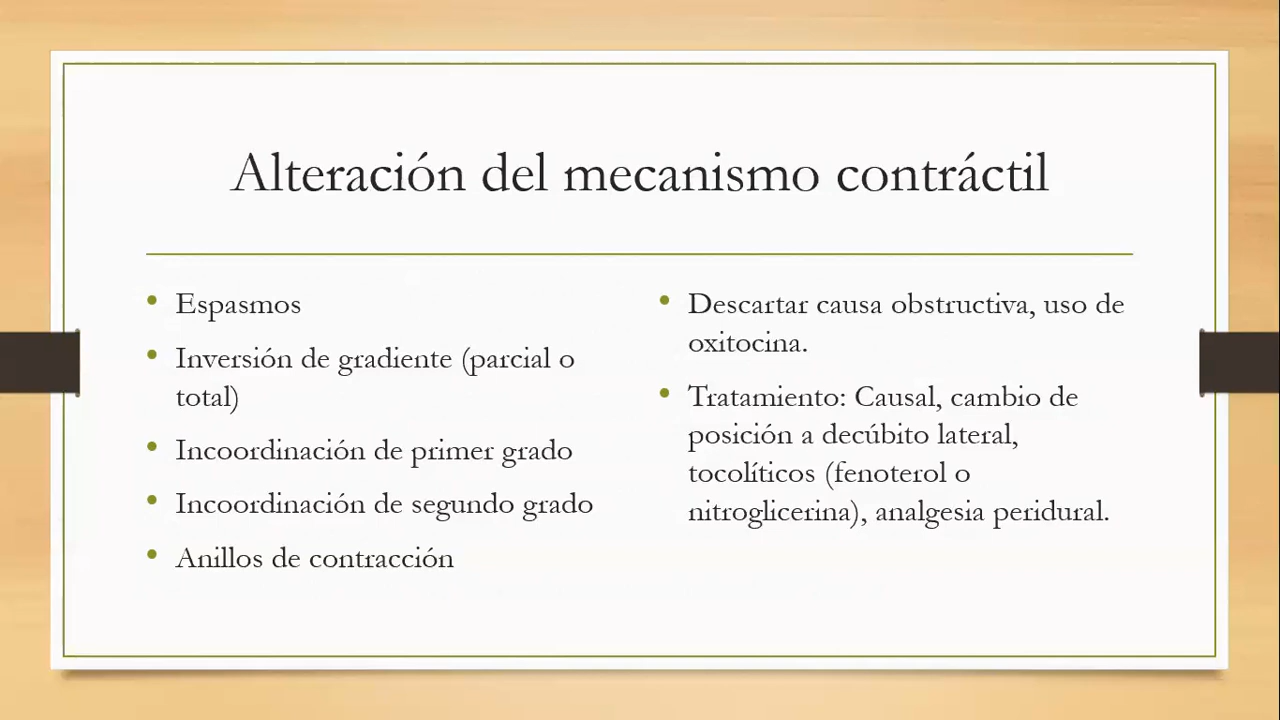 Alteración del mecanismo contráctil
• Espasmos
• Inversión de gradiente (parcial o
total)
• Incoordinación de primer grado
• Incoordinación de segundo grado
• Anillos de contracción
• Descartar causa obstructiva, uso de
oxitocina.
• Tratamiento: Causal, cambio de
posición a decúbito lateral,
tocolíticos (fenoterol o
nitroglicerina), analgesia peridural.